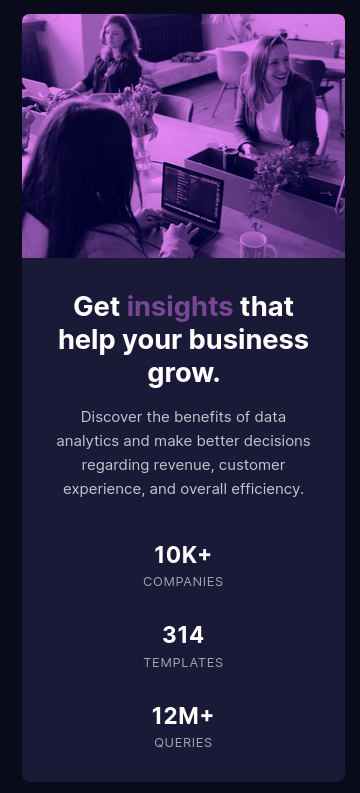 Get insights that
help your business
grow.
Discover the benefits of data
analytics and make better decisions
regarding revenue, customer
experience, and overall efficiency.
10K+
COMPANIES
314
TEMPLATES
12M+
QUERIES